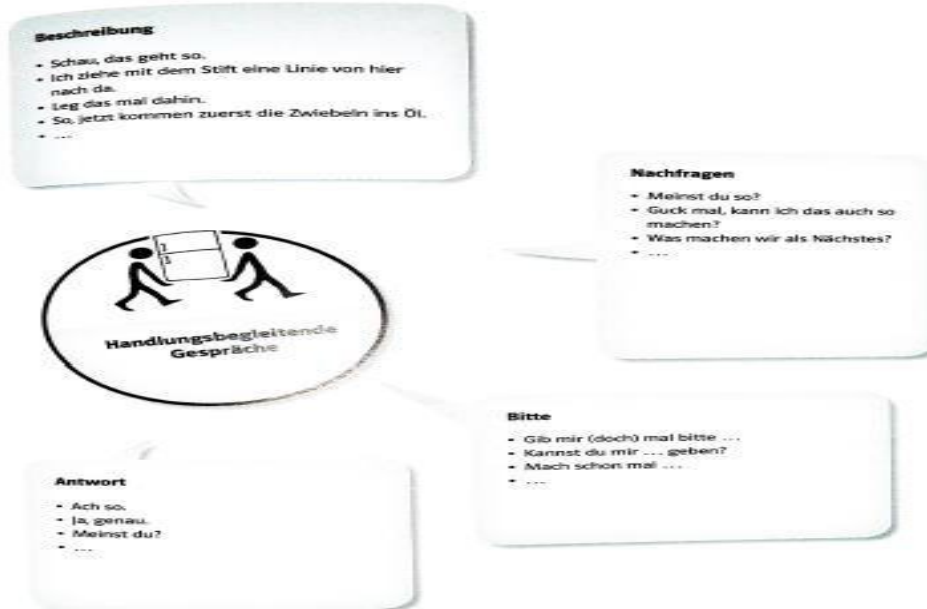 Beschreibung
• Schau, das geht so.
• Ich ziehe mit dem Stift eine Linie von hier
nach da.
• Leg das mal dahin.
• So, jetzt kommen zuerst die Zwiebeln ins Öl.
• ...
Nachfragen
• Meinst du so?
• Guck mal, kann ich das auch so
machen?
• Was machen wir als Nächstes?
• ...
Handlungsbegleitende
Gespräche
Bitte
• Gib mir (doch) mal bitte ...
• Kannst du mir ... geben?
• Mach schon mal ...
• ...
Antwort
• Ach so.
• Ja, genau.
• Meinst du?
• ...